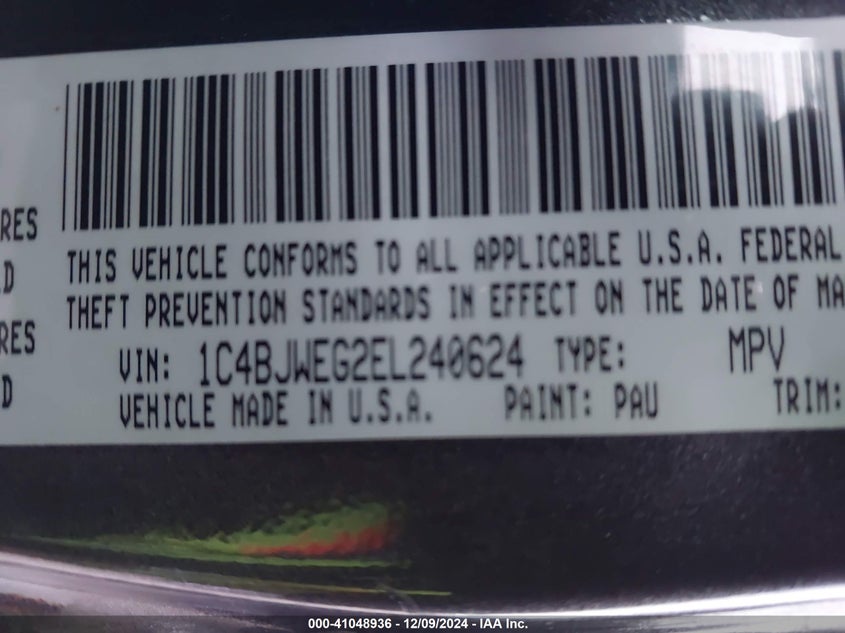 RES
D
RES
D
THIS VEHICLE CONFORMS TO ALL APPLICABLE U.S.A. FEDERAL
THEFT PREVENTION STANDARDS IN EFFECT ON THE DATE OF MA
VIN: 1C4BJWEG2EL240624 TYPE: MPV
VEHICLE MADE IN U.S.A. PAINT: PAU TRIM:
000-41048936 - 12/09/2024 - IAA Inc.